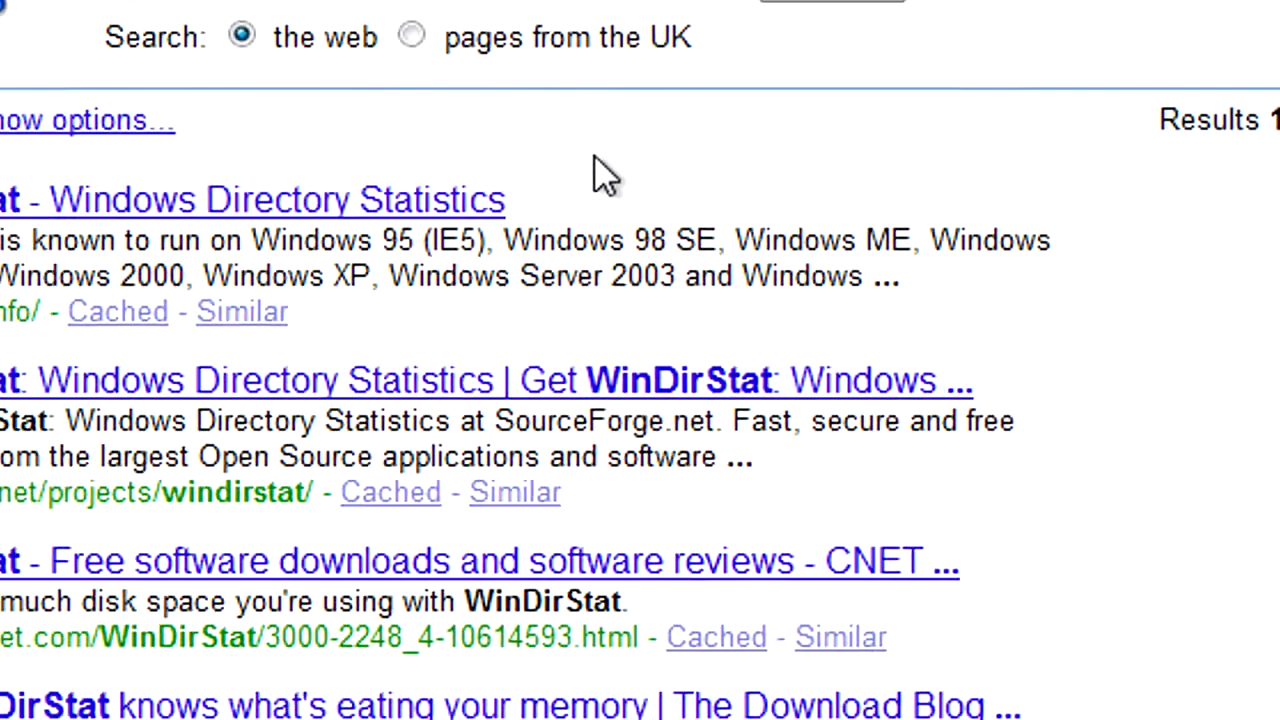 Search: the web pages from the UK
how options...
Results 1
at - Windows Directory Statistics
is known to run on Windows 95 (IE5), Windows 98 SE, Windows ME, Windows
Windows 2000, Windows XP, Windows Server 2003 and Windows ...
nfo/ - Cached - Similar
at: Windows Directory Statistics | Get WinDirStat: Windows ...
Stat: Windows Directory Statistics at SourceForge.net. Fast, secure and free
om the largest Open Source applications and software ...
net/projects/windirstat/ - Cached - Similar
at - Free software downloads and software reviews - CNET ...
much disk space you're using with WinDirStat.
et.com/WinDirStat/3000-2248_4-10614593.html - Cached - Similar
DirStat knows what's eating your memory | The Download Blog ...